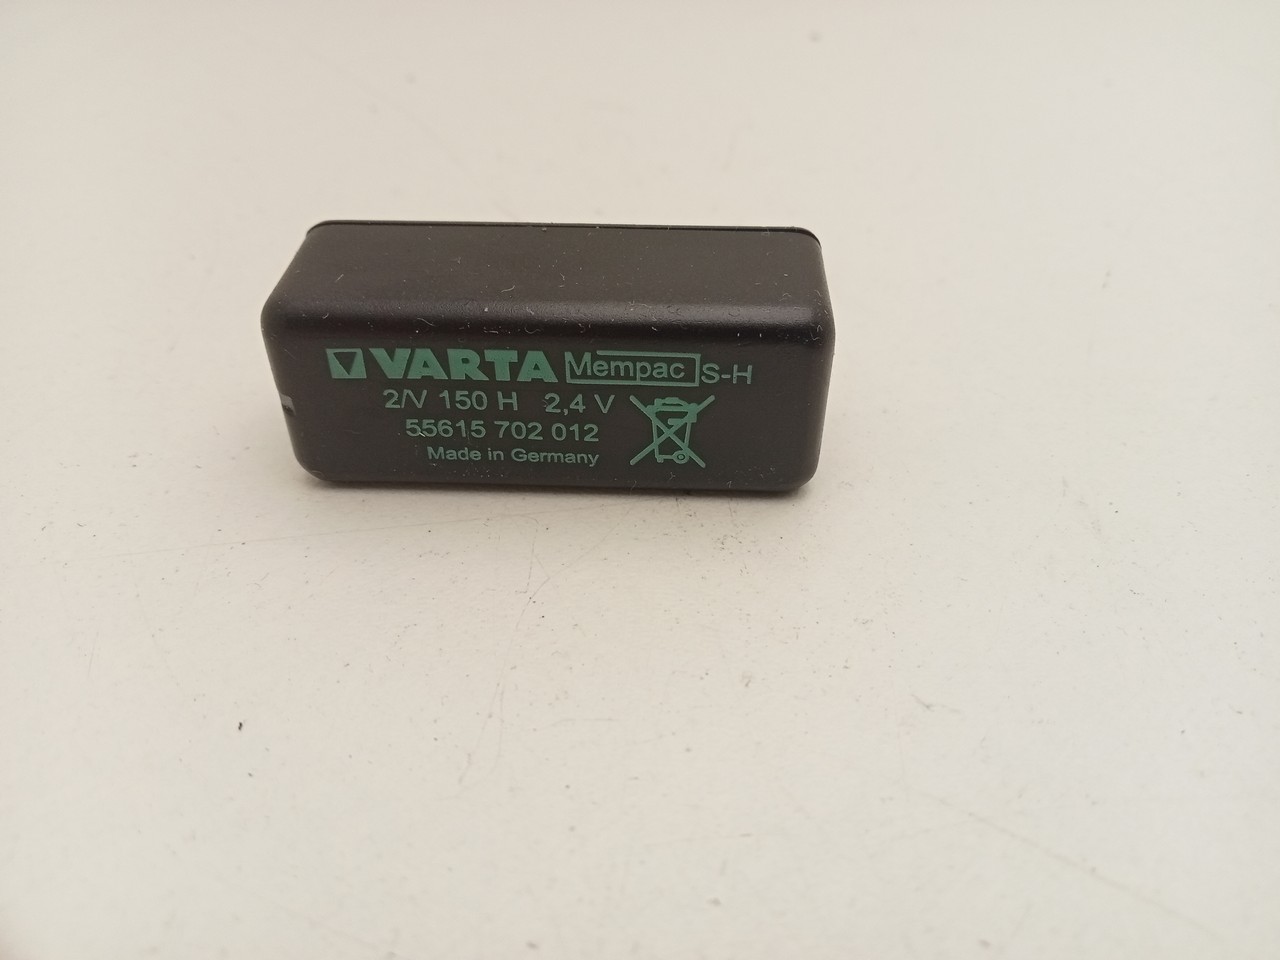 VARTA Mempac S-H
2/V 150 H 2,4 V
55615 702 012
Made in Germany